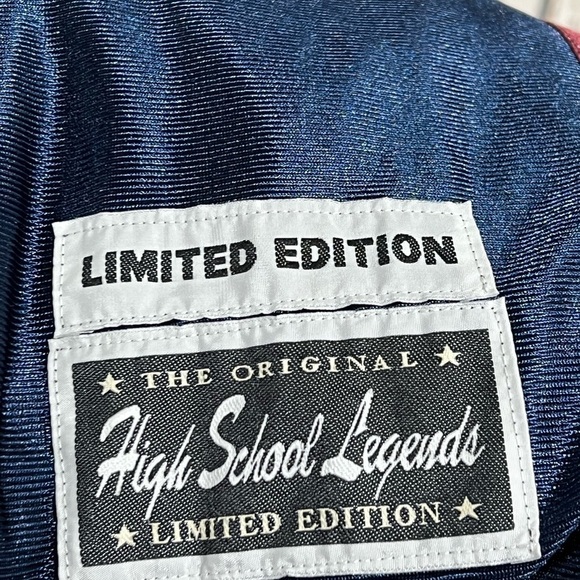 LIMITED EDITION
THE ORIGINAL
High School Legends
LIMITED EDITION